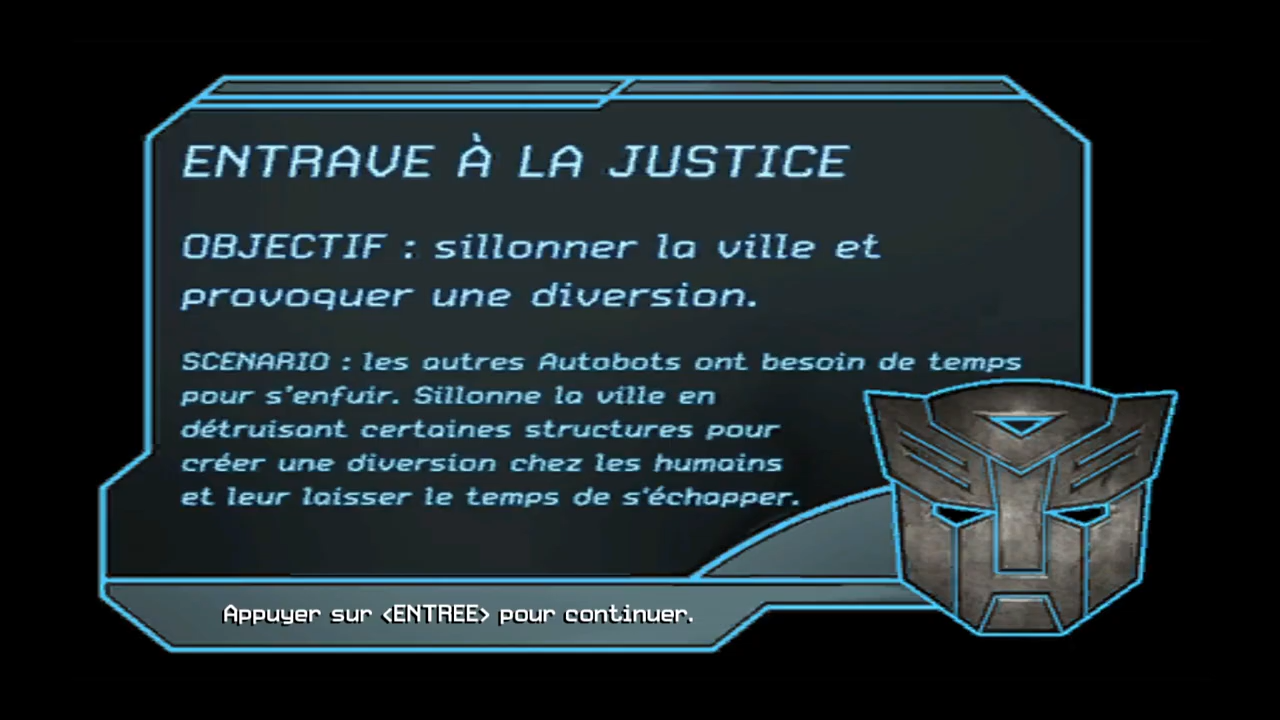 ENTRAVE À LA JUSTICE
OBJECTIF : sillonner la ville et
provoquer une diversion.
SCENARIO : les autres Autobots ont besoin de temps
pour s'enfuir. Sillonne la ville en
détruisant certaines structures pour
créer une diversion chez les humains
et leur laisser le temps de s'échapper.
Appuyer sur <ENTREE> pour continuer.